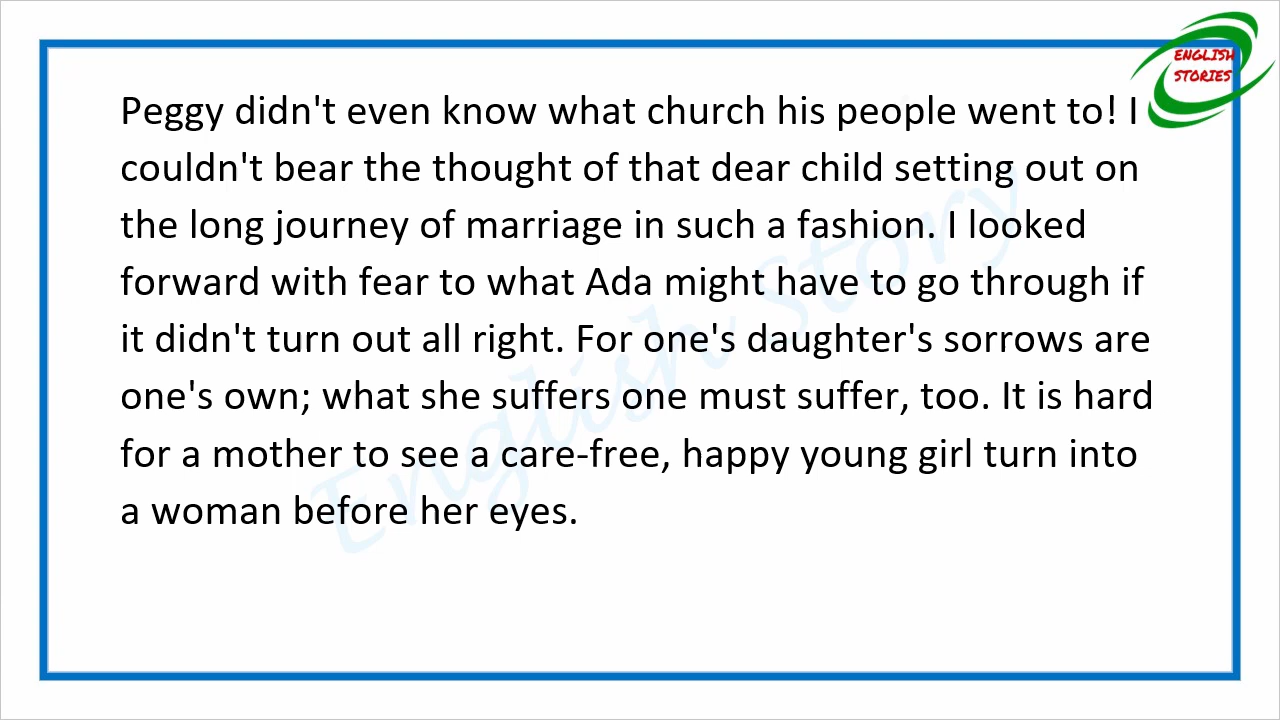 ENGLISH
STORIES
Peggy didn't even know what church his people went to! I
couldn't bear the thought of that dear child setting out on
the long journey of marriage in such a fashion. I looked
forward with fear to what Ada might have to go through if
it didn't turn out all right. For one's daughter's sorrows are
one's own; what she suffers one must suffer, too. It is hard
for a mother to see a care-free, happy young girl turn into
a woman before her eyes.
English Story